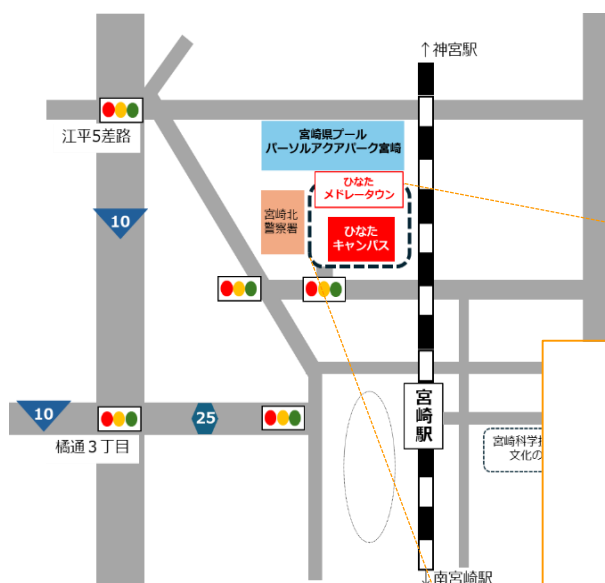 ↑神宮駅
江平5差路
宮崎県プール
パーソルアクアパーク宮崎
ひなた
メドレータウン
宮崎北
警察署
ひなた
キャンパス
10
10
25
橘通３丁目
宮崎駅
宮崎科学技
文化の
↓南宮崎駅